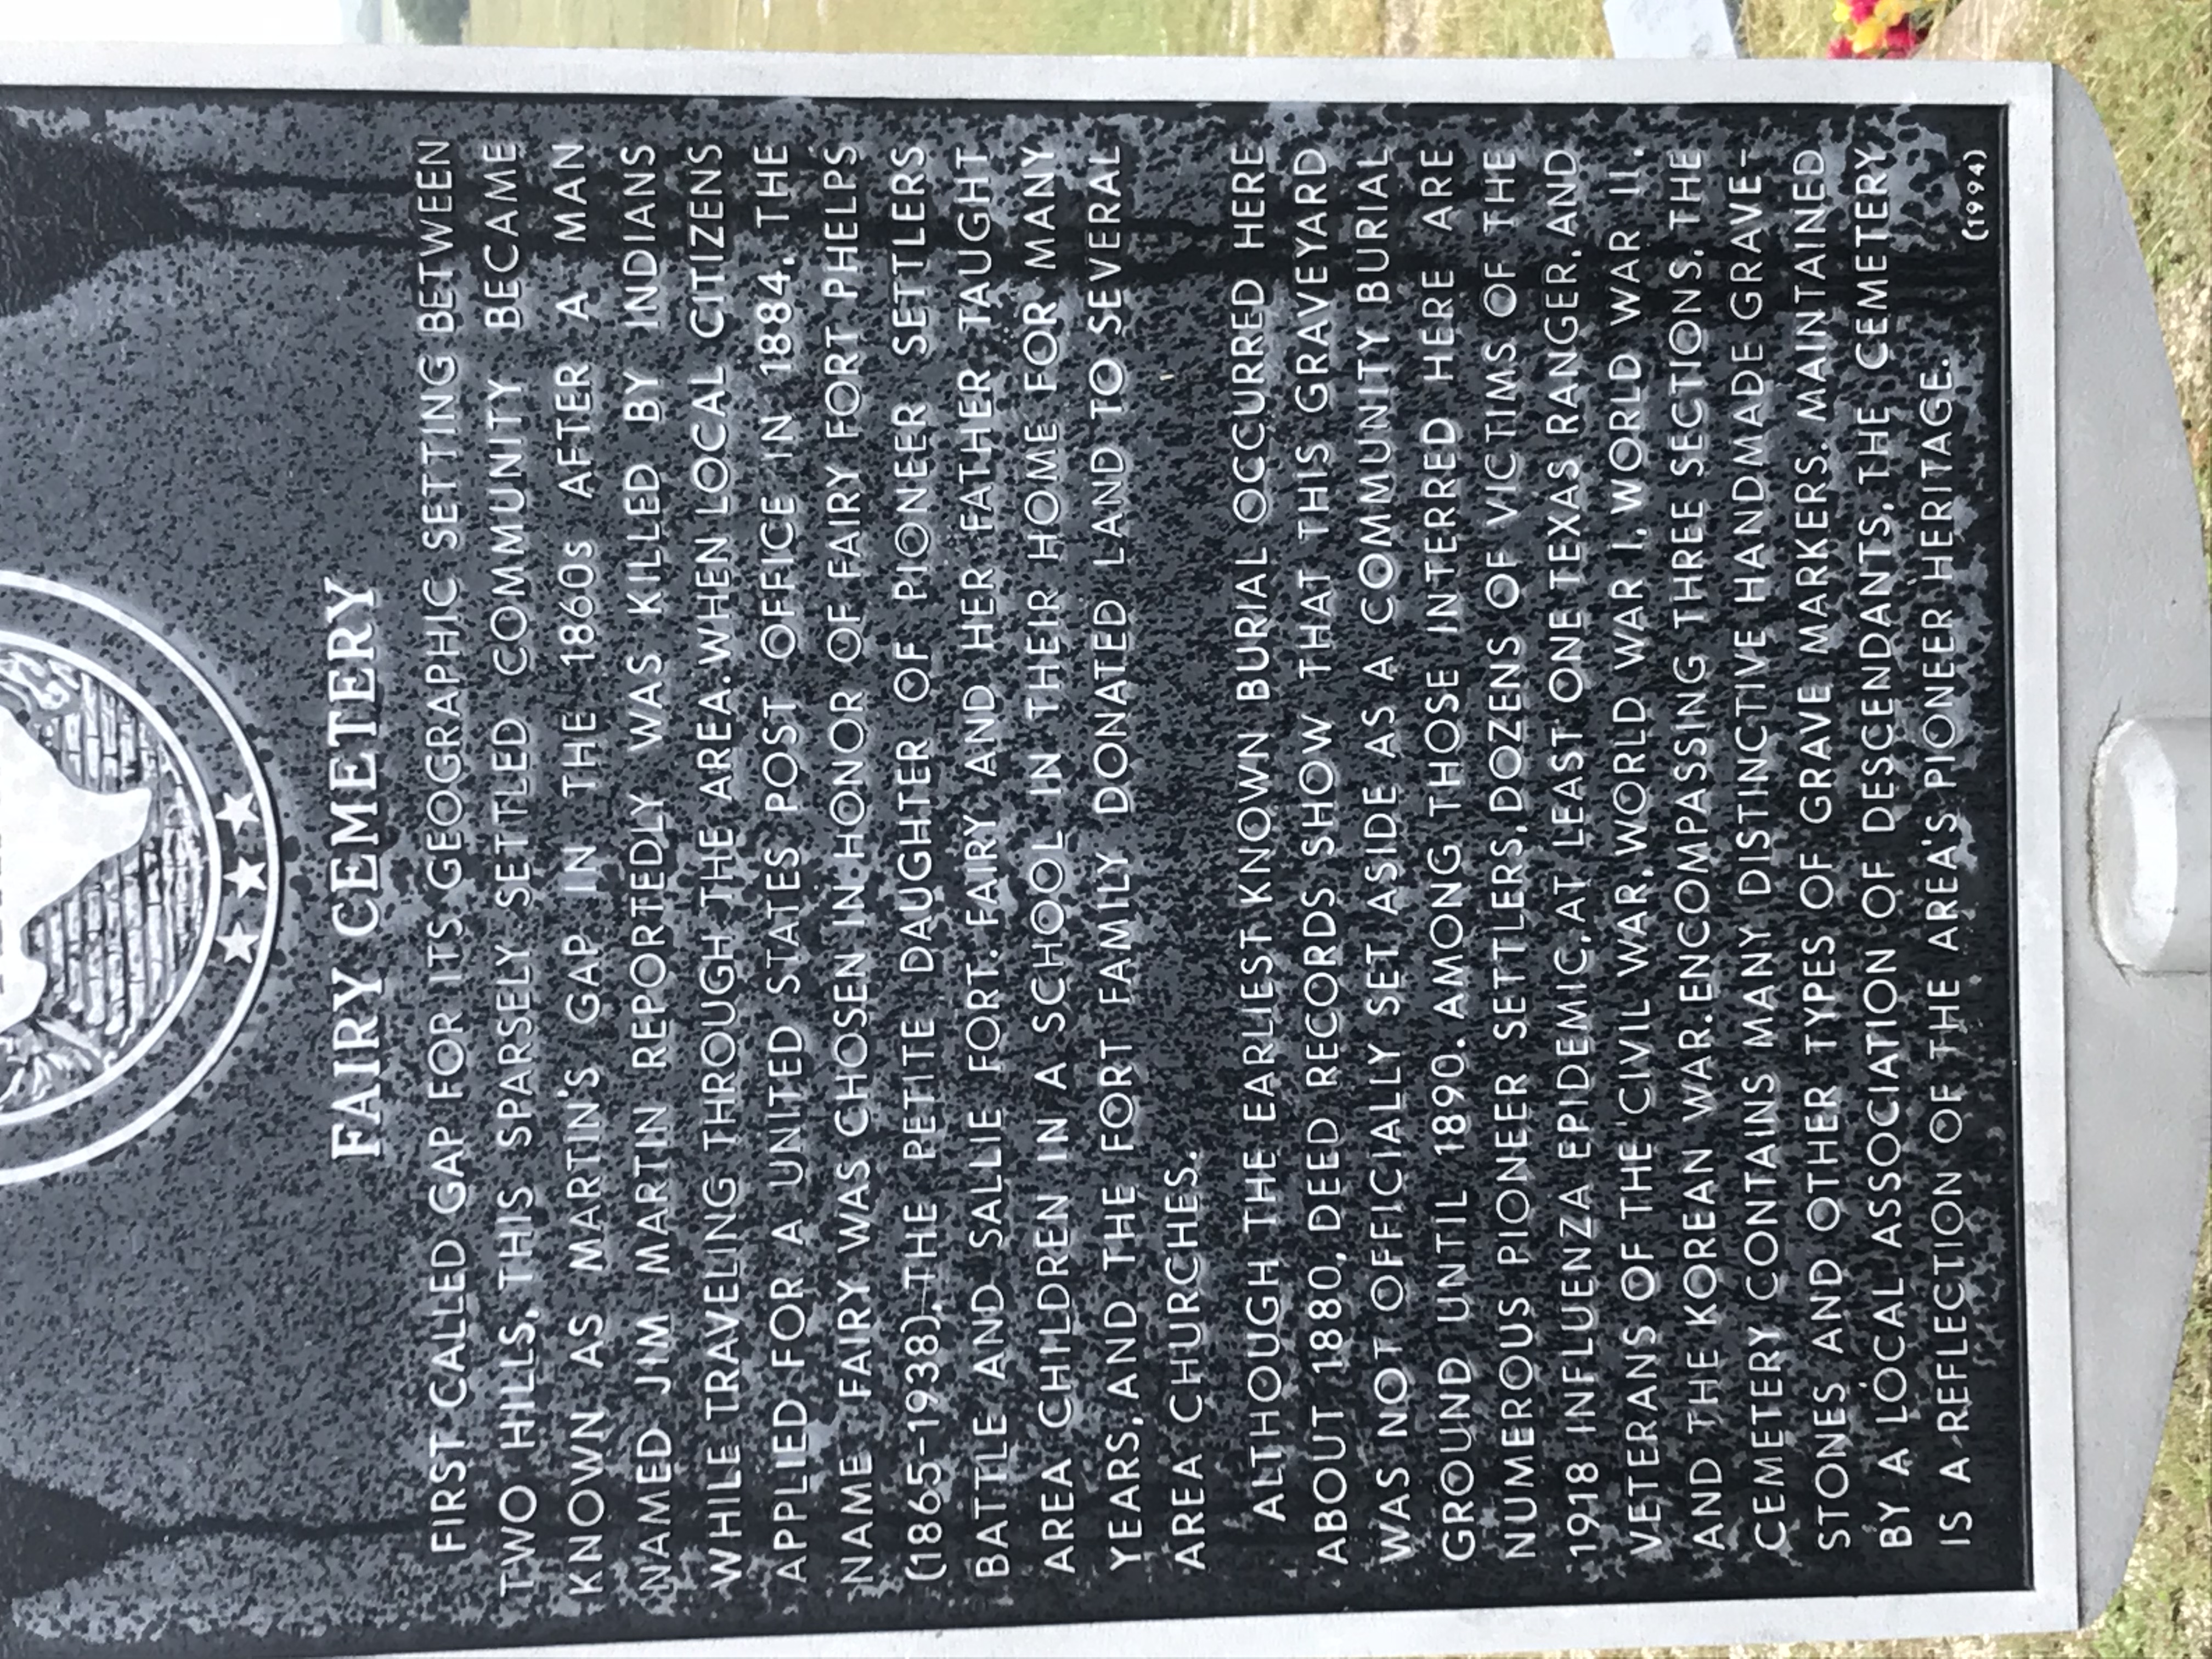 FAIRY CEMETERY
FIRST CALLED GAP FOR ITS GEOGRAPHIC SETTING BETWEEN
TWO HILLS, THIS SPARSELY SETTLED COMMUNITY BECAME
KNOWN AS MARTIN'S GAP IN THE 1860s AFTER A MAN
NAMED JIM MARTIN REPORTEDLY WAS KILLED BY INDIANS
WHILE TRAVELING THROUGH THE AREA. WHEN LOCAL CITIZENS
APPLIED FOR A UNITED STATES POST OFFICE IN 1884, THE
NAME FAIRY WAS CHOSEN IN HONOR OF FAIRY FORT PHELPS
(1865-1938), THE PETITE DAUGHTER OF PIONEER SETTLERS
BATTLE AND SALLIE FORT. FAIRY AND HER FATHER TAUGHT
AREA CHILDREN IN A SCHOOL IN THEIR HOME FOR MANY
YEARS, AND THE FORT FAMILY DONATED LAND TO SEVERAL
AREA CHURCHES.
ALTHOUGH THE EARLIEST KNOWN BURIAL OCCURRED HERE
ABOUT 1880, DEED RECORDS SHOW THAT THIS GRAVEYARD
WAS NOT OFFICIALLY SET ASIDE AS A COMMUNITY BURIAL
GROUND UNTIL 1890. AMONG THOSE INTERRED HERE ARE
NUMEROUS PIONEER SETTLERS, DOZENS OF VICTIMS OF THE
1918 INFLUENZA EPIDEMIC, AT LEAST ONE TEXAS RANGER, AND
VETERANS OF THE CIVIL WAR, WORLD WAR I, WORLD WAR II,
AND THE KOREAN WAR. ENCOMPASSING THREE SECTIONS, THE
CEMETERY CONTAINS MANY DISTINCTIVE HANDMADE GRAVE-
STONES AND OTHER TYPES OF GRAVE MARKERS. MAINTAINED
BY A LOCAL ASSOCIATION OF DESCENDANTS, THE CEMETERY
IS A REFLECTION OF THE AREA'S PIONEER HERITAGE.
(1994)